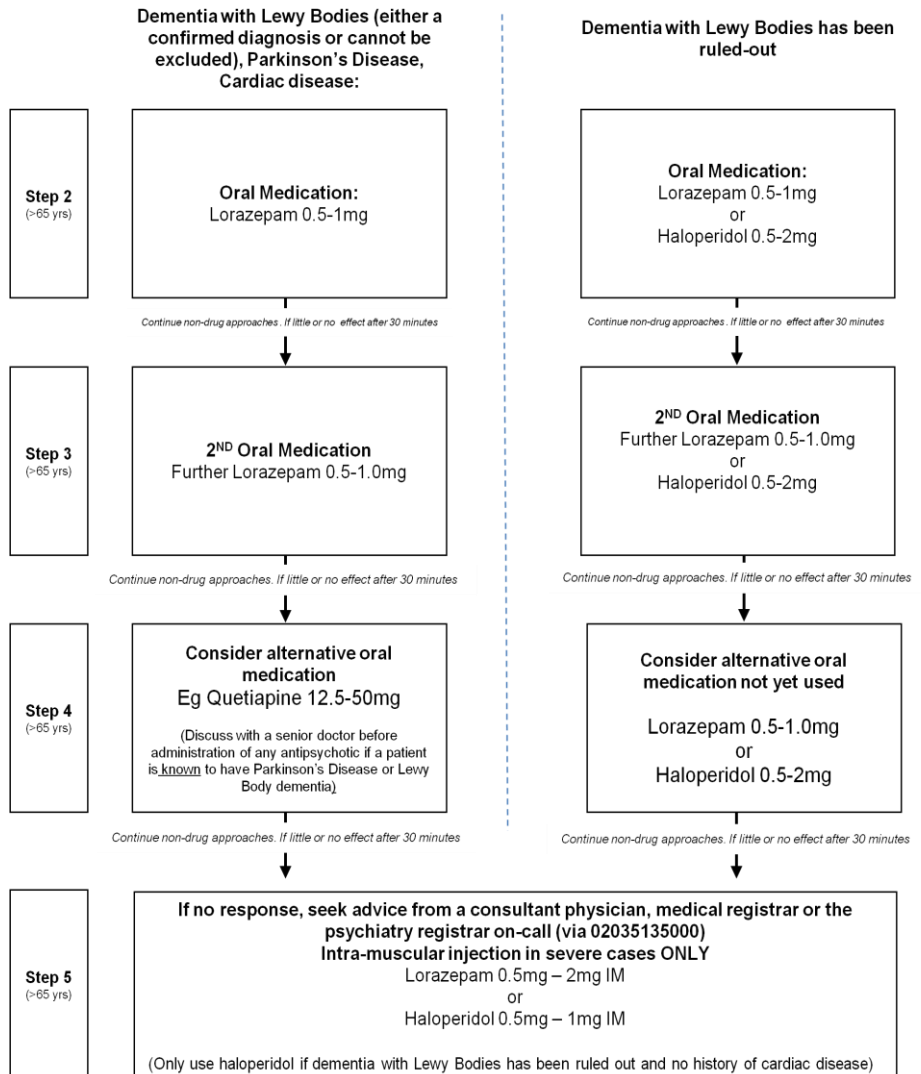 Dementia with Lewy Bodies (either a
confirmed diagnosis or cannot be
excluded), Parkinson's Disease,
Cardiac disease:
Dementia with Lewy Bodies has been
ruled-out
Step 2
(>65 yrs)
Oral Medication:
Lorazepam 0.5-1mg
Oral Medication:
Lorazepam 0.5-1mg
or
Haloperidol 0.5-2mg
Continue non-drug approaches . If little or no effect after 30 minutes
Continue non-drug approaches. If little or no effect after 30 minutes
Step 3
(>65 yrs)
2ND Oral Medication
Further Lorazepam 0.5-1.0mg
2ND Oral Medication
Further Lorazepam 0.5-1.0mg
or
Haloperidol 0.5-2mg
Continue non-drug approaches. If little or no effect after 30 minutes
Continue non-drug approaches. If little or no effect after 30 minutes
Step 4
(>65 yrs)
Consider alternative oral
medication
Eg Quetiapine 12.5-50mg
(Discuss with a senior doctor before
administration of any antipsychotic if a patient
is known to have Parkinson's Disease or Lewy
Body dementia)
Consider alternative oral
medication not yet used
Lorazepam 0.5-1.0mg
or
Haloperidol 0.5-2mg
Continue non-drug approaches. If little or no effect after 30 minutes
Continue non-drug approaches. If little or no effect after 30 minutes
Step 5
(>65 yrs)
If no response, seek advice from a consultant physician, medical registrar or the
psychiatry registrar on-call (via 02035135000)
Intra-muscular injection in severe cases ONLY
Lorazepam 0.5mg – 2mg IM
or
Haloperidol 0.5mg – 1mg IM
(Only use haloperidol if dementia with Lewy Bodies has been ruled out and no history of cardiac disease)